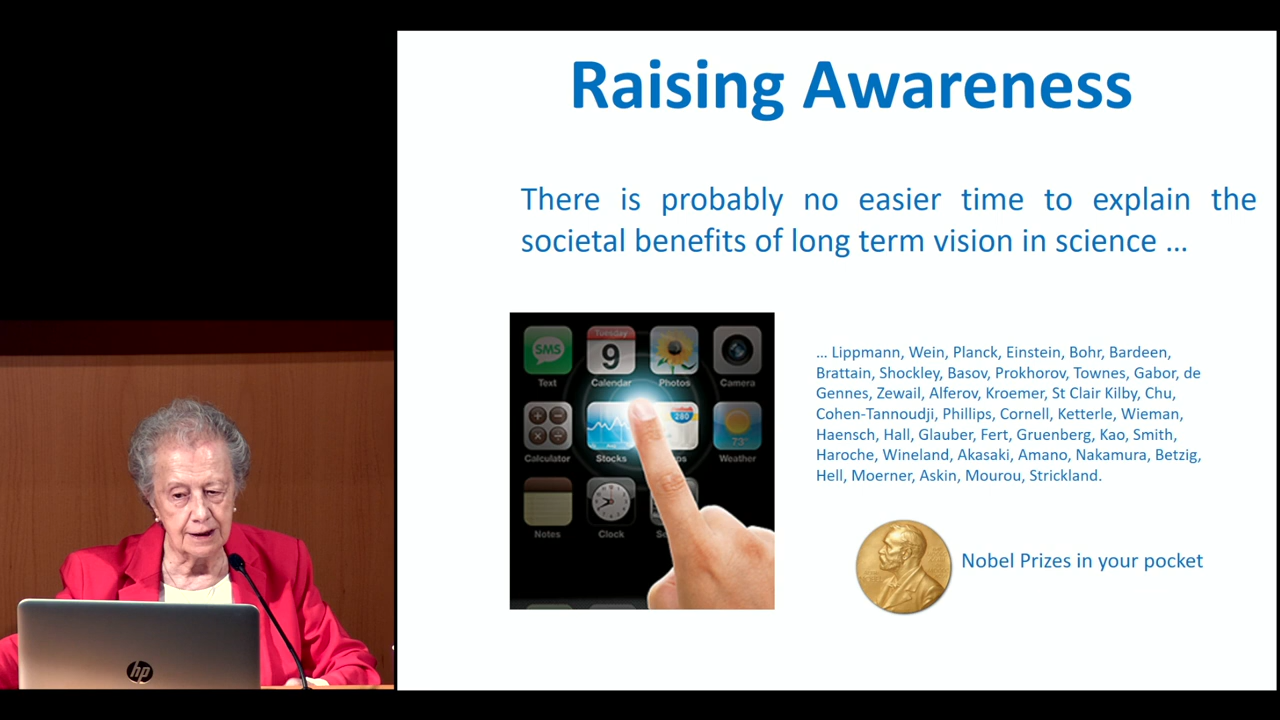 Raising Awareness
There is probably no easier time to explain the
societal benefits of long term vision in science ...
SMS
Tuesday
9
Text
Calendar
Photos
Camera
280
73°
Calculator
Stocks
Weather
Notes
Clock
... Lippmann, Wein, Planck, Einstein, Bohr, Bardeen,
Brattain, Shockley, Basov, Prokhorov, Townes, Gabor, de
Gennes, Zewail, Alferov, Kroemer, St Clair Kilby, Chu,
Cohen-Tannoudji, Phillips, Cornell, Ketterle, Wieman,
Haensch, Hall, Glauber, Fert, Gruenberg, Kao, Smith,
Haroche, Wineland, Akasaki, Amano, Nakamura, Betzig,
Hell, Moerner, Askin, Mourou, Strickland.
Nobel Prizes in your pocket
hp